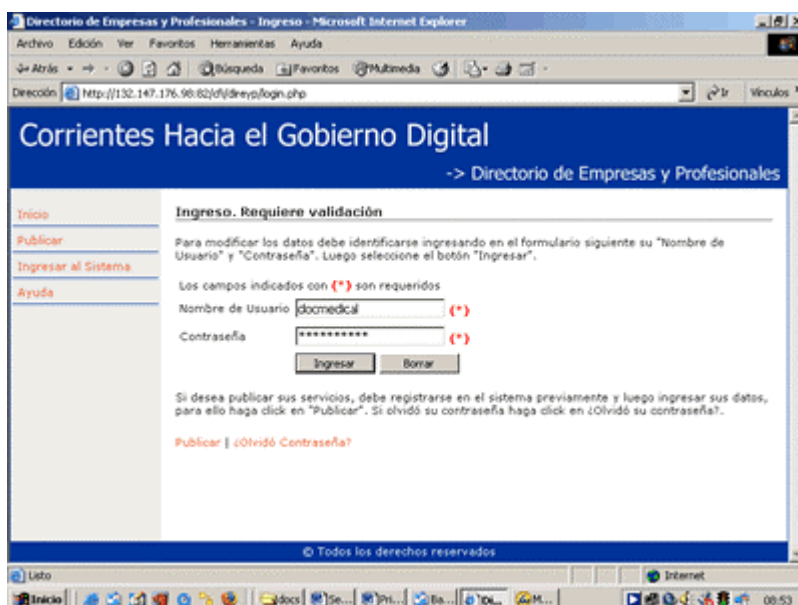 Directorio de Empresas y Profesionales - Ingreso - Microsoft Internet Explorer
Archivo Edición Ver Favoritos Herramientas Ayuda
Atrás Búsqueda Favoritos Multimedia
Dirección http://132.147.176.98:82/cfi/direyp/login.php Ir Vínculos
Corrientes Hacia el Gobierno Digital
-> Directorio de Empresas y Profesionales
Inicio
Publicar
Ingresar al Sistema
Ayuda
Ingreso. Requiere validación
Para modificar los datos debe identificarse ingresando en el formulario siguiente su "Nombre de
Usuario" y "Contraseña". Luego seleccione el botón "Ingresar".
Los campos indicados con (*) son requeridos
Nombre de Usuario docmedical (*)
Contraseña ********** (*)
Ingresar Borrar
Si desea publicar sus servicios, debe registrarse en el sistema previamente y luego ingresar sus datos,
para ello haga click en "Publicar". Si olvidó su contraseña haga click en ¿Olvidó su contraseña?.
Publicar | ¿Olvidó Contraseña?
© Todos los derechos reservados
Listo Internet
Inicio docs Se... Pri... Ba... Di... M... 08:53